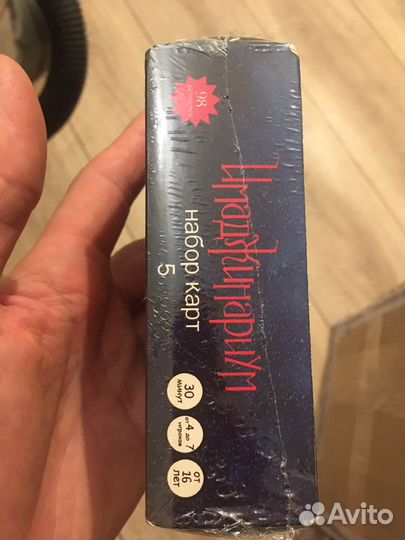 98
Имаджинариум
набор карт
5
30
минут
от
4 до 7
игроков
от
16
лет
Avito